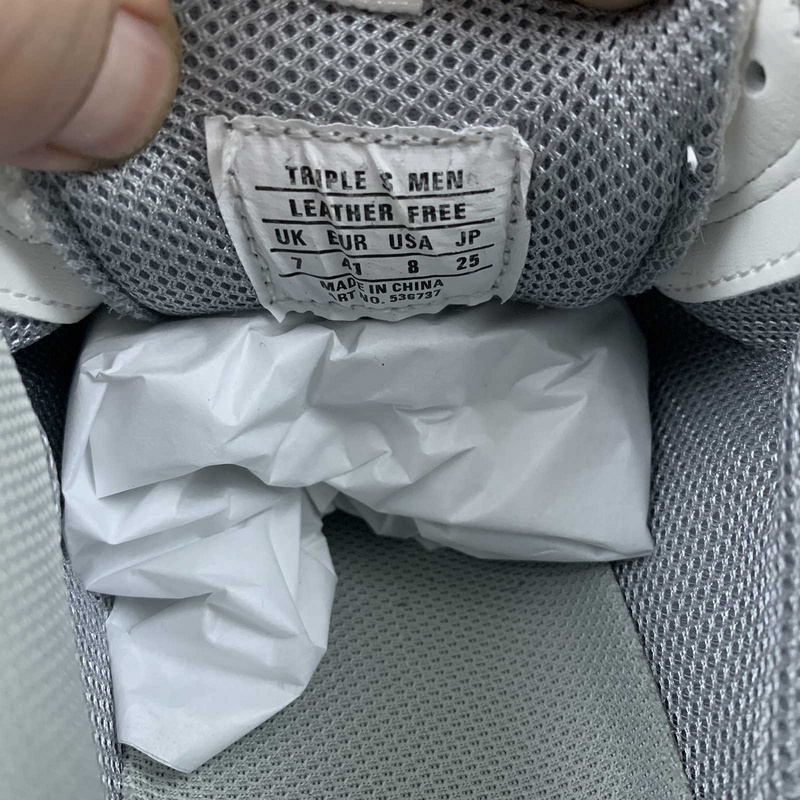 TRIPLE S MEN
LEATHER FREE
UK EUR USA JP
7 41 8 25
MADE IN CHINA
ART NO. 536737